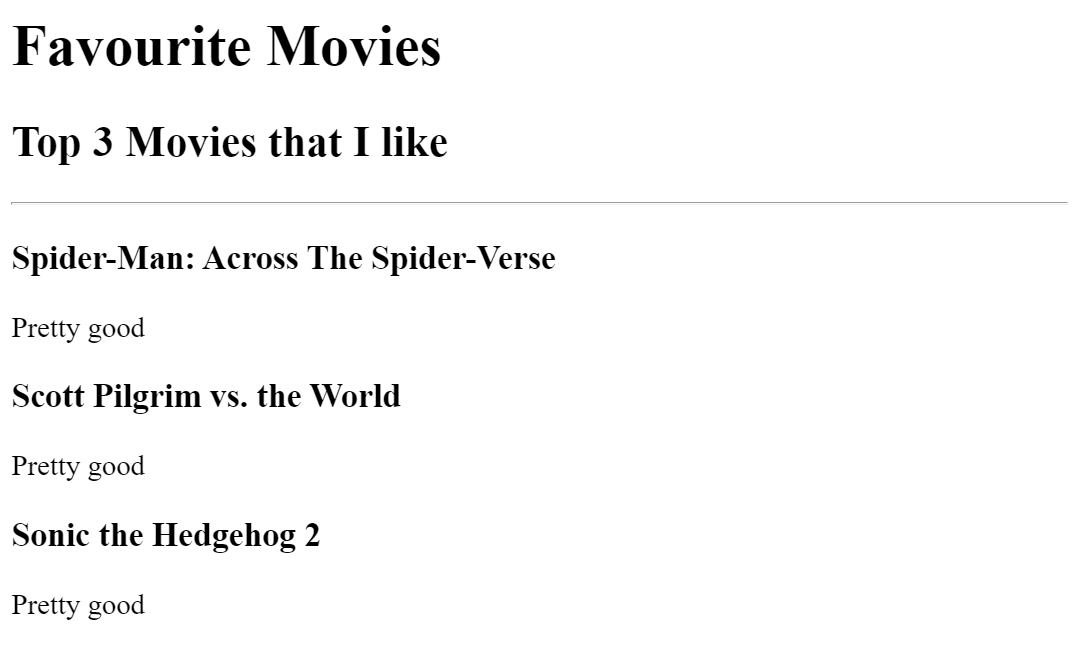 Favourite Movies
Top 3 Movies that I like
Spider-Man: Across The Spider-Verse
Pretty good
Scott Pilgrim vs. the World
Pretty good
Sonic the Hedgehog 2
Pretty good